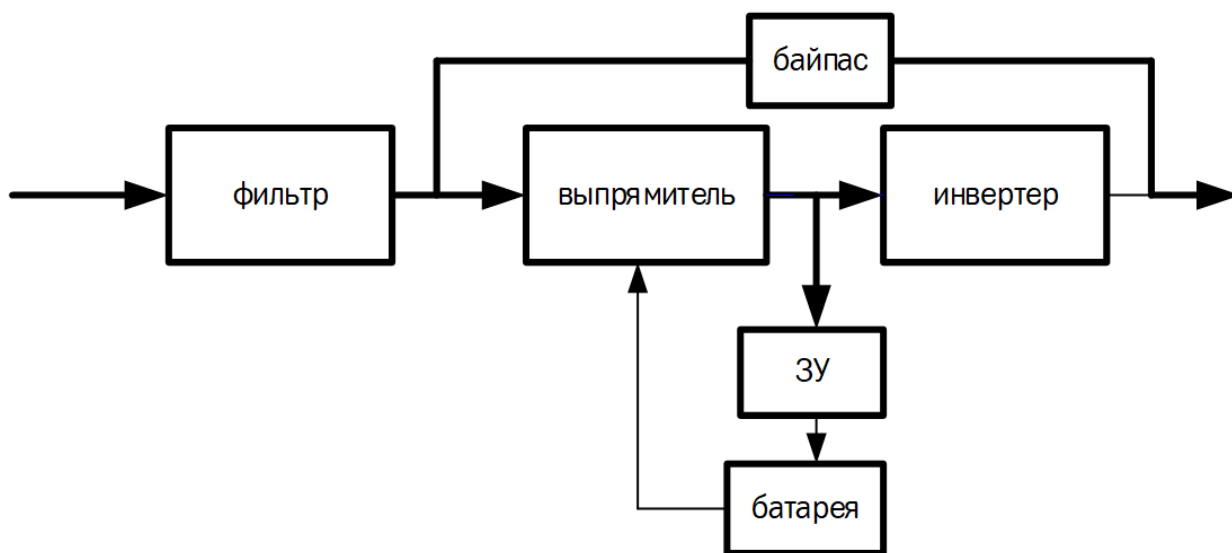 байпас
фильтр
выпрямитель
инвертер
ЗУ
батарея